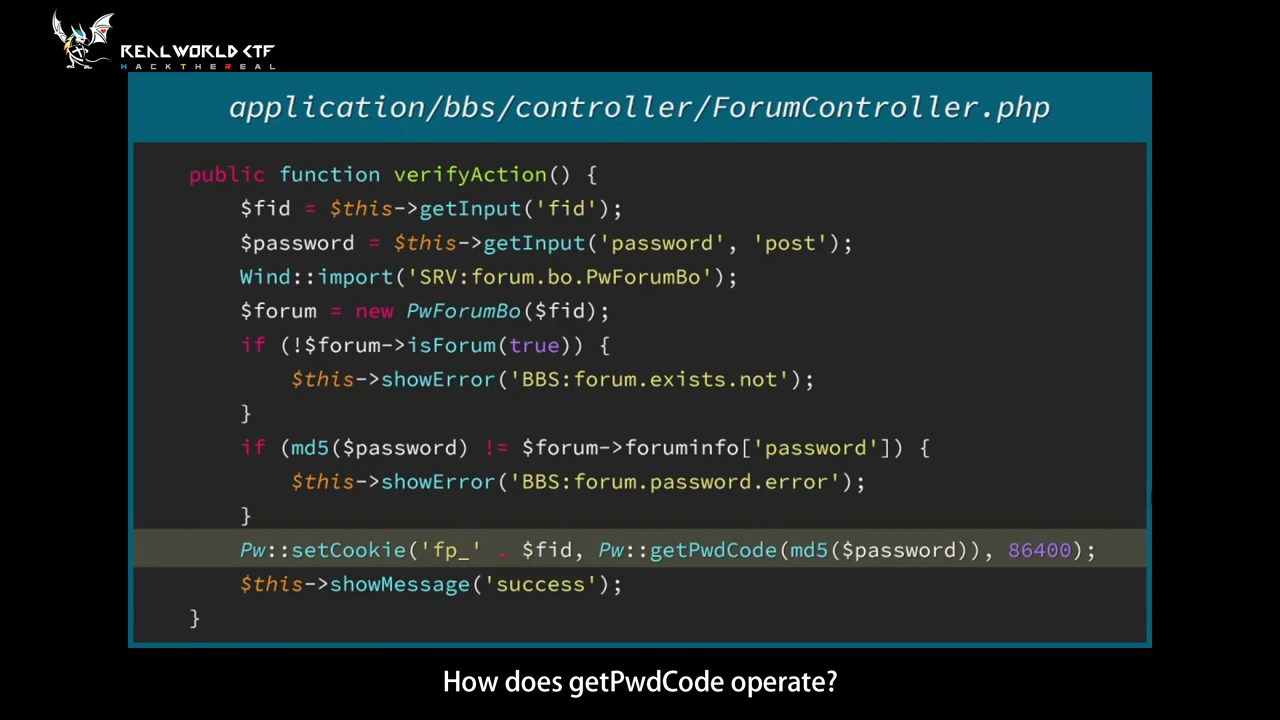 REALWORLD CTF
HACKTHEREAL
application/bbs/controller/ForumController.php
public function verifyAction() {
$fid = $this->getInput('fid');
$password = $this->getInput('password', 'post');
Wind::import('SRV:forum.bo.PwForumBo');
$forum = new PwForumBo($fid);
if (!$forum->isForum(true)) {
$this->showError('BBS:forum.exists.not');
}
if (md5($password) != $forum->foruminfo['password']) {
$this->showError('BBS:forum.password.error');
}
Pw::setCookie('fp_' . $fid, Pw::getPwdCode(md5($password)), 86400);
$this->showMessage('success');
}
How does getPwdCode operate?